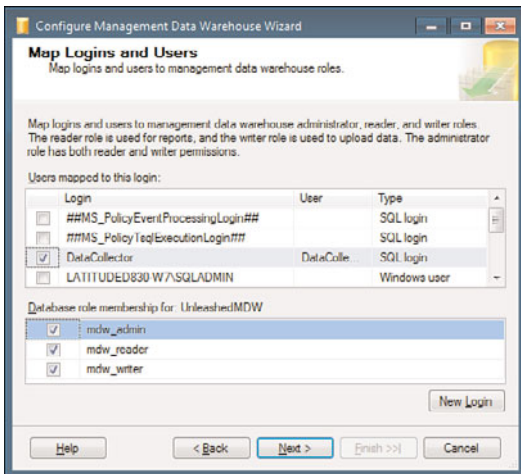 Configure Management Data Warehouse Wizard
Map Logins and Users
Map logins and users to management data warehouse roles.
Map logins and users to management data warehouse administrator, reader, and writer roles.
The reader role is used for reports, and the writer role is used to upload data. The administrator
role has both reader and writer permissions.
Users mapped to this login:
Login User Type
##MS_PolicyEventProcessingLogin## SQL login
##MS_PolicyTsqlExecutionLogin## SQL login
DataCollector DataColle... SQL login
LATITUDED830-W7\SQLADMIN Windows user
Database role membership for: UnleashedMDW
mdw_admin
mdw_reader
mdw_writer
New Login
Help < Back Next > Finish >>| Cancel